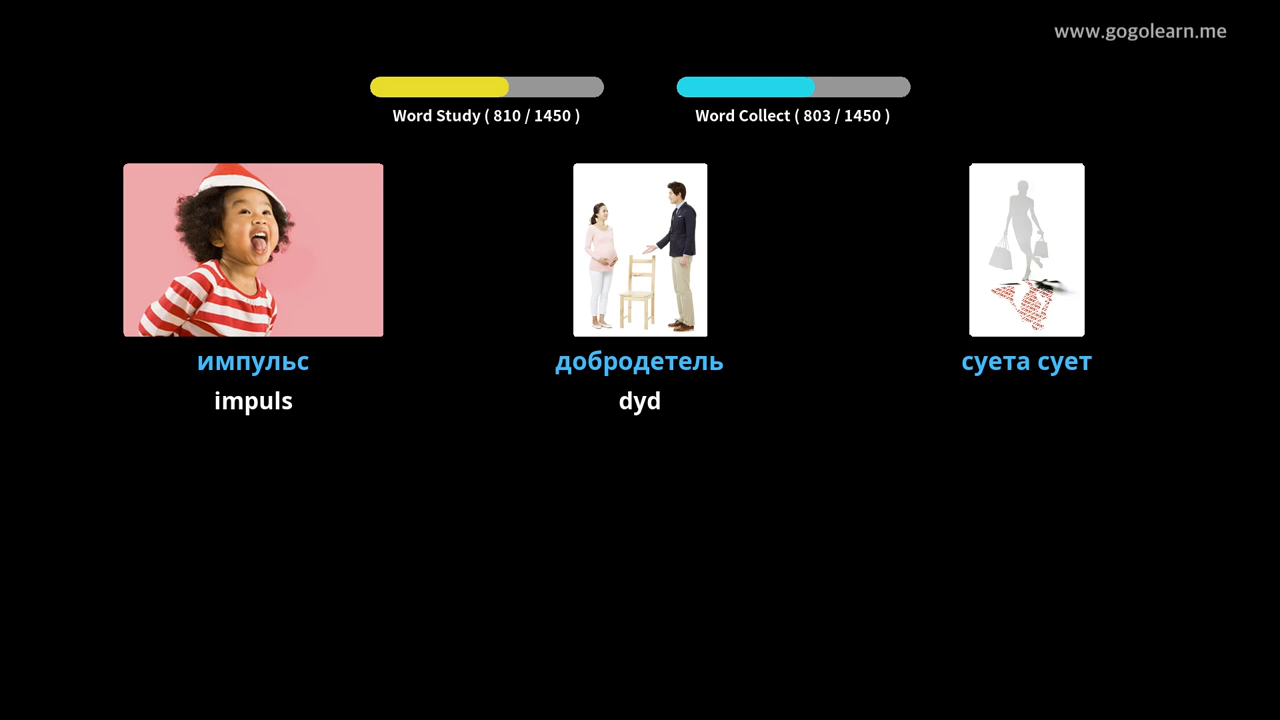 www.gogolearn.me
Word Study ( 810 / 1450 )
Word Collect ( 803 / 1450 )
импульс
добродетель
суета сует
impuls
dyd